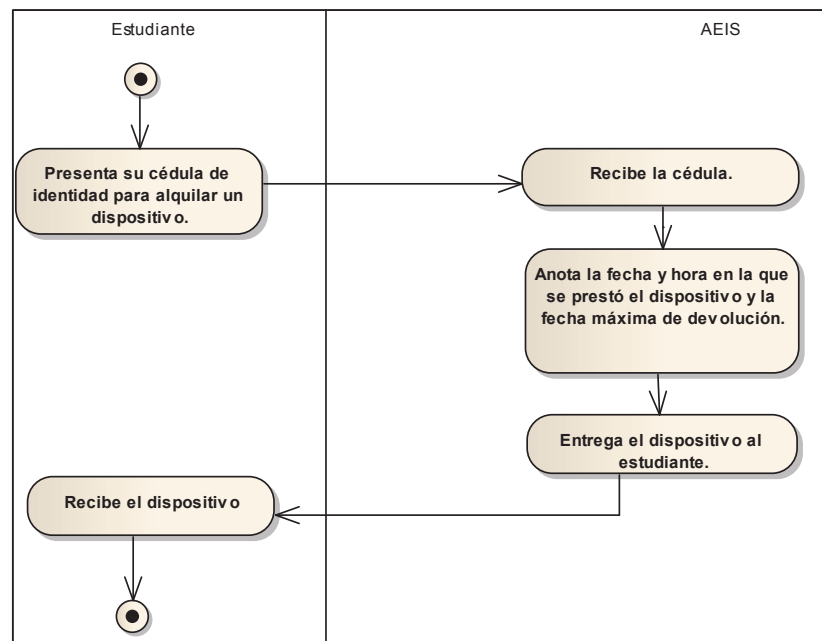 Estudiante
AEIS
Presenta su cédula de
identidad para alquilar un
dispositivo.
Recibe la cédula.
Anota la fecha y hora en la que
se prestó el dispositivo y la
fecha máxima de devolución.
Entrega el dispositivo al
estudiante.
Recibe el dispositivo